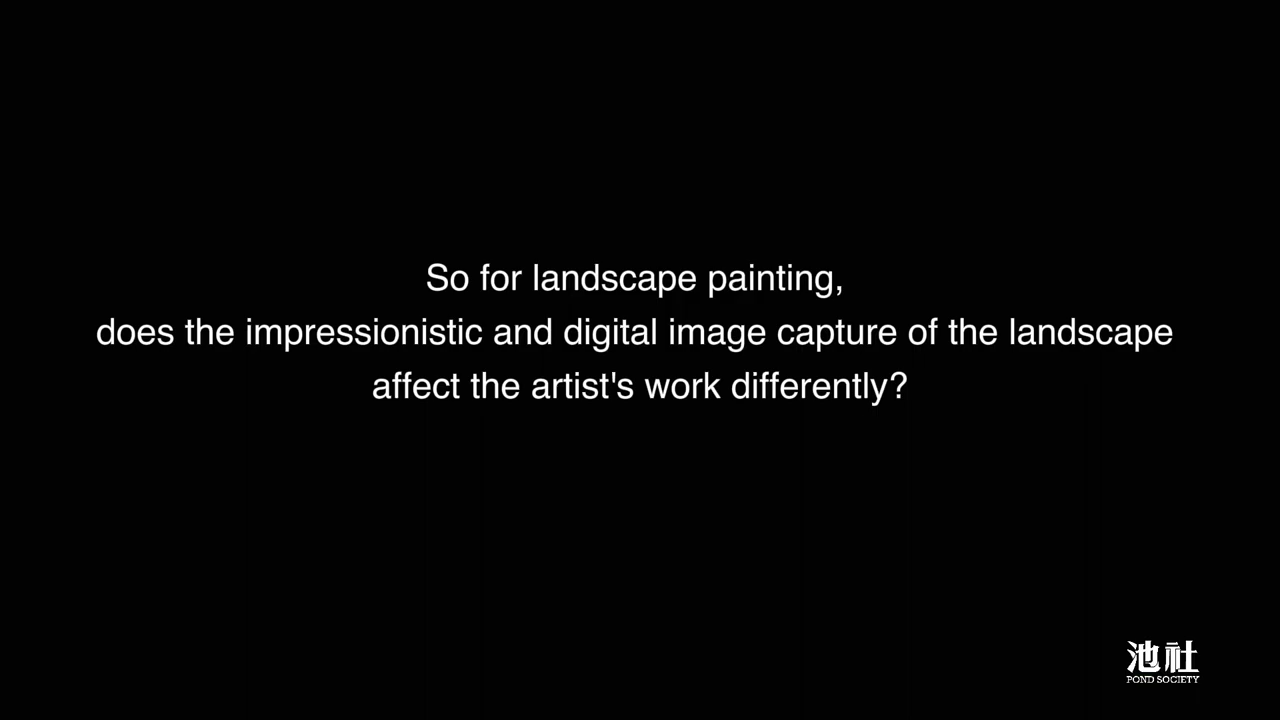 So for landscape painting,
does the impressionistic and digital image capture of the landscape
affect the artist's work differently?
池社
POND SOCIETY